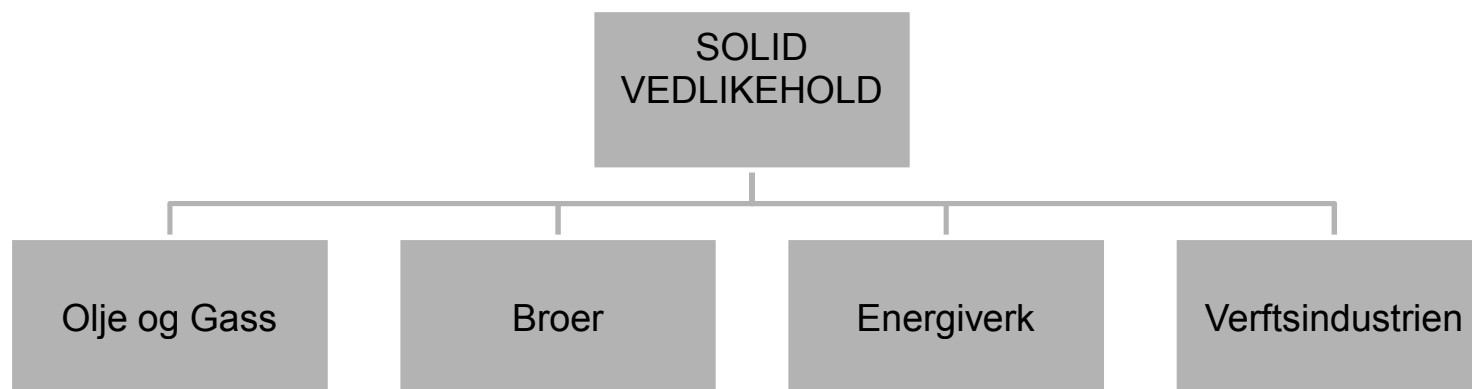 SOLID
VEDLIKEHOLD
Olje og Gass
Broer
Energiverk
Verftsindustrien